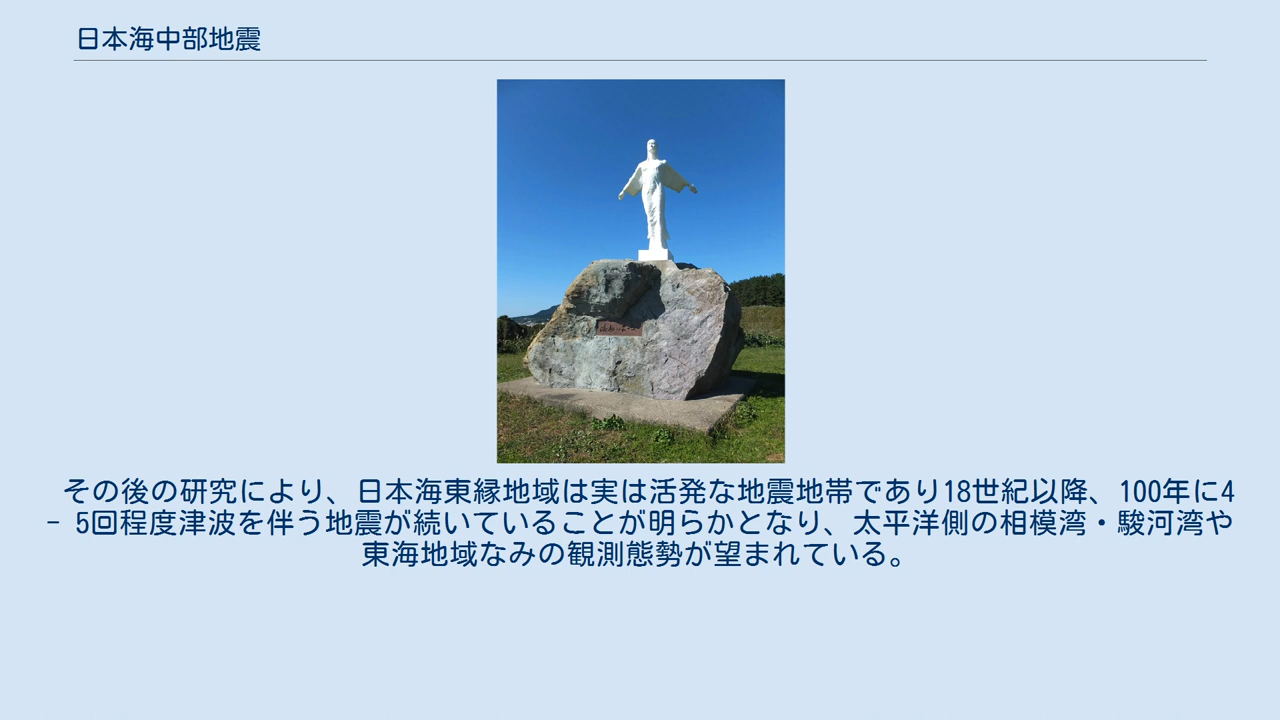 日本海中部地震
その後の研究により、日本海東縁地域は実は活発な地震地帯であり18世紀以降、100年に4
- 5回程度津波を伴う地震が続いていることが明らかとなり、太平洋側の相模湾・駿河湾や
東海地域なみの観測態勢が望まれている。